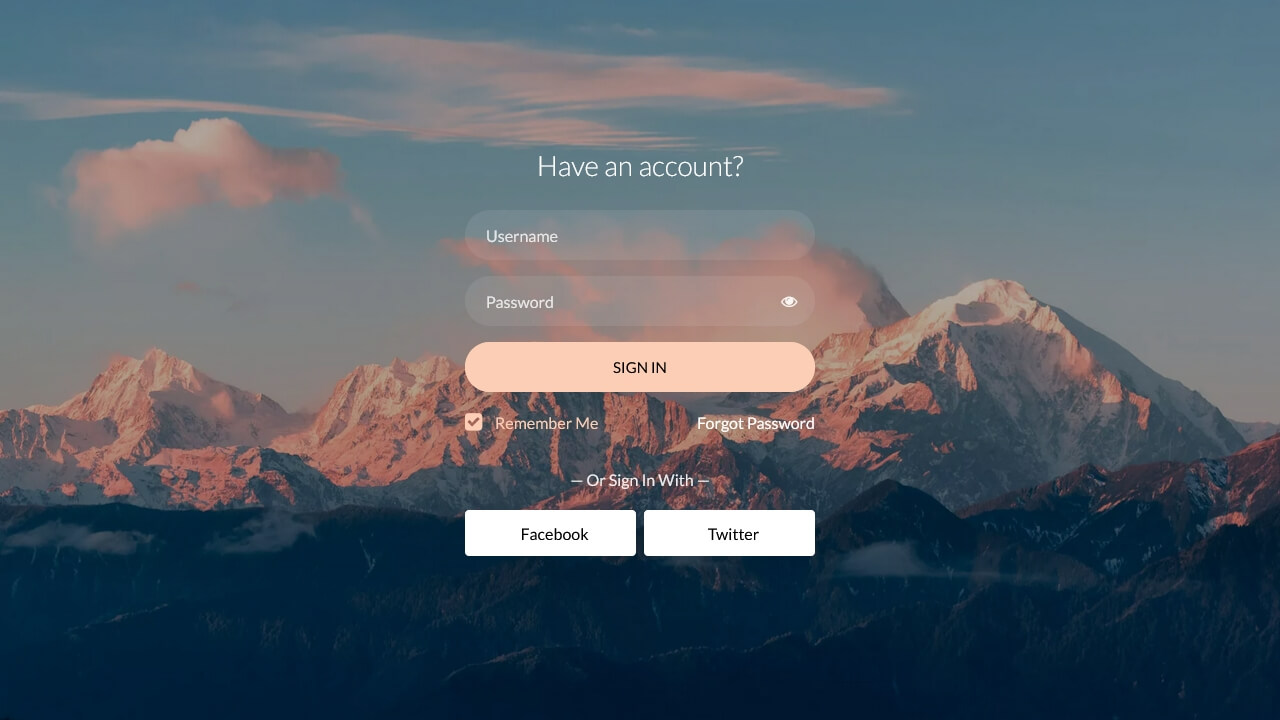 Have an account?
Username
Password
SIGN IN
Remember Me Forgot Password
— Or Sign In With —
Facebook Twitter